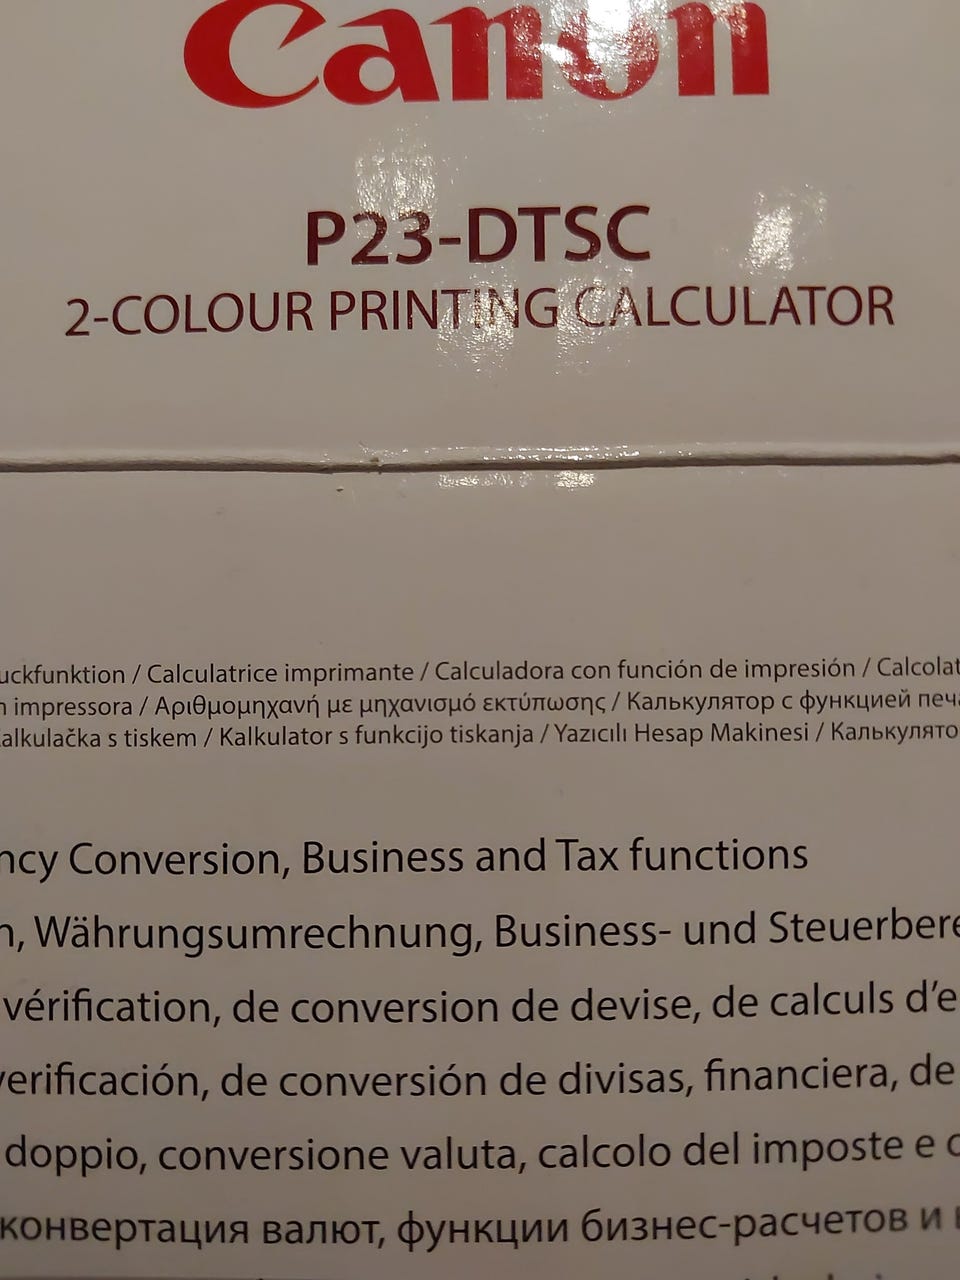 Canon
P23-DTSC
2-COLOUR PRINTING CALCULATOR
uckfunktion / Calculatrice imprimante / Calculadora con función de impresión / Calcolat
n impressora / Αριθμομηχανή με μηχανισμό εκτύπωσης / Калькулятор с функцией печа
Kalkulačka s tiskem / Kalkulator s funkcijo tiskanja / Yazıcılı Hesap Makinesi / Калькулято
ncy Conversion, Business and Tax functions
n, Währungsumrechnung, Business- und Steuerbere
vérification, de conversion de devise, de calculs d'e
verificación, de conversión de divisas, financiera, de
doppio, conversione valuta, calcolo del imposte e c
конвертация валют, функции бизнес-расчетов и